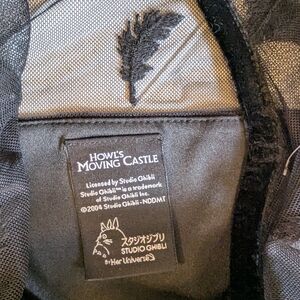 HOWL'S
MOVING CASTLE
Licensed by Studio Ghibli
Studio Ghibli™ is a trademark
of Studio Ghibli Inc.
©2004 Studio Ghibli-NDDMT
スタジオジブリ
STUDIO GHIBLI
BY Her Universe